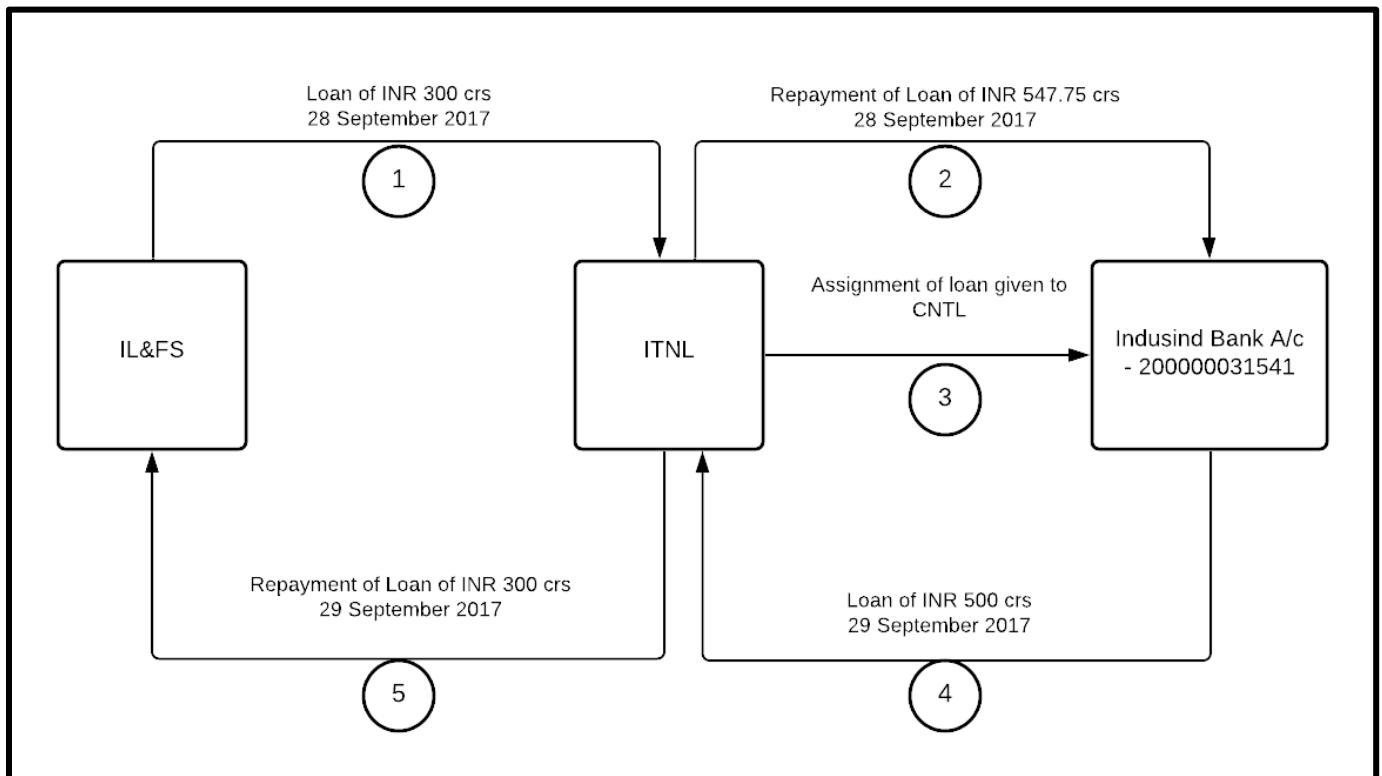 Loan of INR 300 crs
28 September 2017
1
Repayment of Loan of INR 547.75 crs
28 September 2017
2
IL&FS
ITNL
Assignment of loan given to
CNTL
3
Indusind Bank A/c
- 200000031541
Repayment of Loan of INR 300 crs
29 September 2017
5
Loan of INR 500 crs
29 September 2017
4